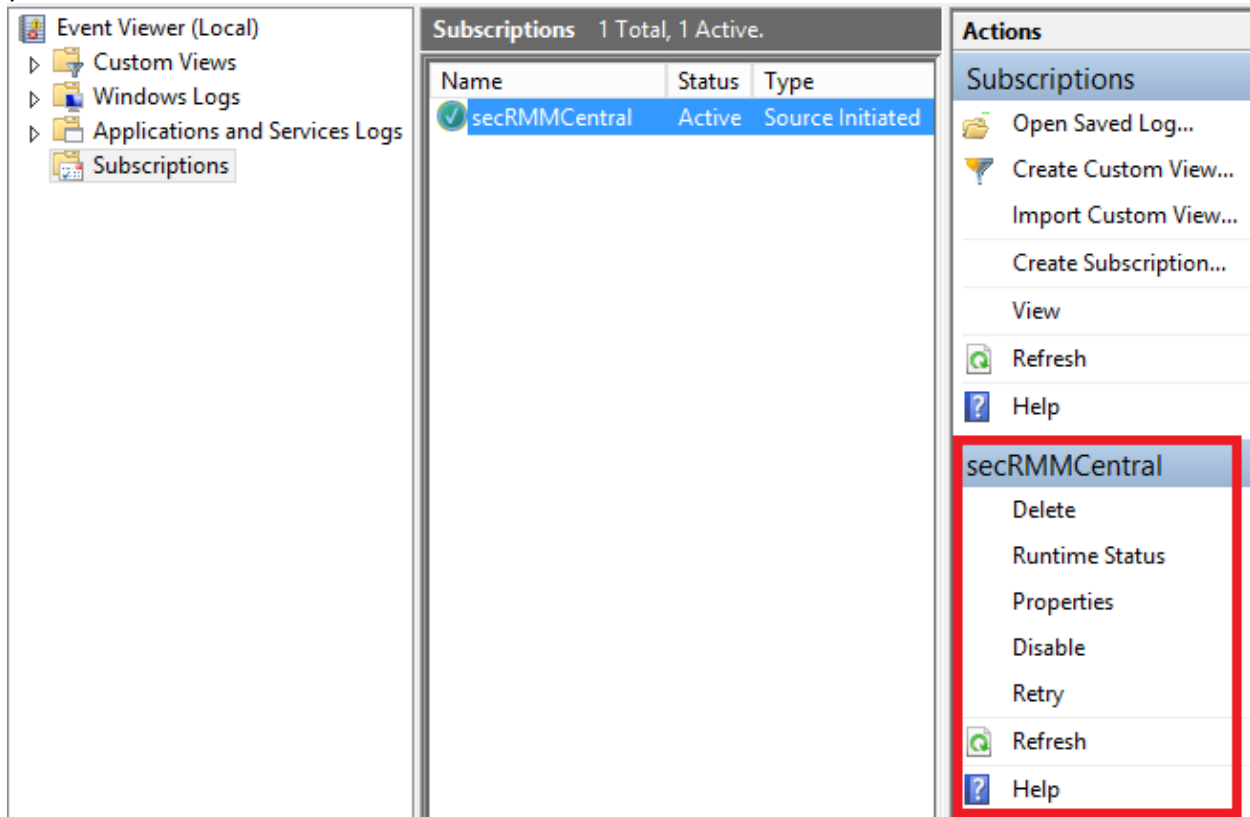 Event Viewer (Local)
Custom Views
Windows Logs
Applications and Services Logs
Subscriptions
Subscriptions 1 Total, 1 Active.
Name Status Type
secRMMCentral Active Source Initiated
Actions
Subscriptions
Open Saved Log...
Create Custom View...
Import Custom View...
Create Subscription...
View
Refresh
Help
secRMMCentral
Delete
Runtime Status
Properties
Disable
Retry
Refresh
Help